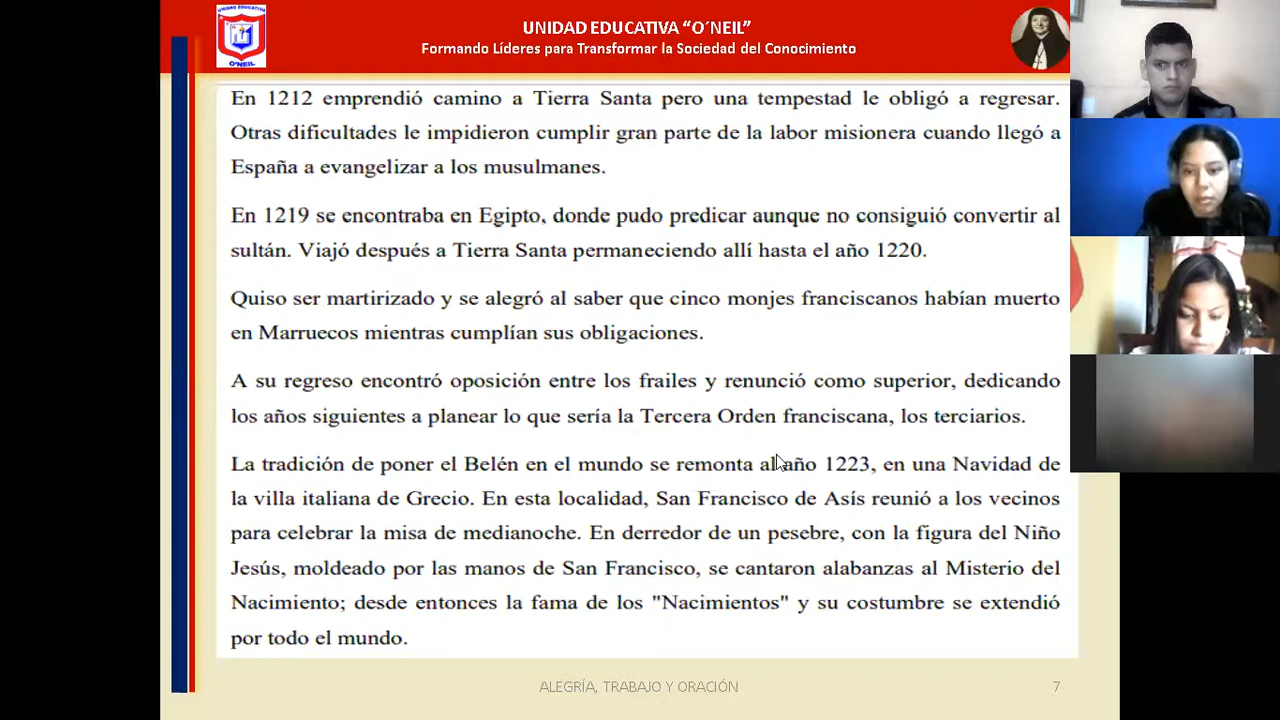 UNIDAD EDUCATIVA
O´NEIL
UNIDAD EDUCATIVA “O´NEIL”
Formando Líderes para Transformar la Sociedad del Conocimiento
En 1212 emprendió camino a Tierra Santa pero una tempestad le obligó a regresar.
Otras dificultades le impidieron cumplir gran parte de la labor misionera cuando llegó a
España a evangelizar a los musulmanes.
En 1219 se encontraba en Egipto, donde pudo predicar aunque no consiguió convertir al
sultán. Viajó después a Tierra Santa permaneciendo allí hasta el año 1220.
Quiso ser martirizado y se alegró al saber que cinco monjes franciscanos habían muerto
en Marruecos mientras cumplían sus obligaciones.
A su regreso encontró oposición entre los frailes y renunció como superior, dedicando
los años siguientes a planear lo que sería la Tercera Orden franciscana, los terciarios.
La tradición de poner el Belén en el mundo se remonta al año 1223, en una Navidad de
la villa italiana de Grecio. En esta localidad, San Francisco de Asís reunió a los vecinos
para celebrar la misa de medianoche. En derredor de un pesebre, con la figura del Niño
Jesús, moldeado por las manos de San Francisco, se cantaron alabanzas al Misterio del
Nacimiento; desde entonces la fama de los "Nacimientos" y su costumbre se extendió
por todo el mundo.
ALEGRÍA, TRABAJO Y ORACIÓN
7